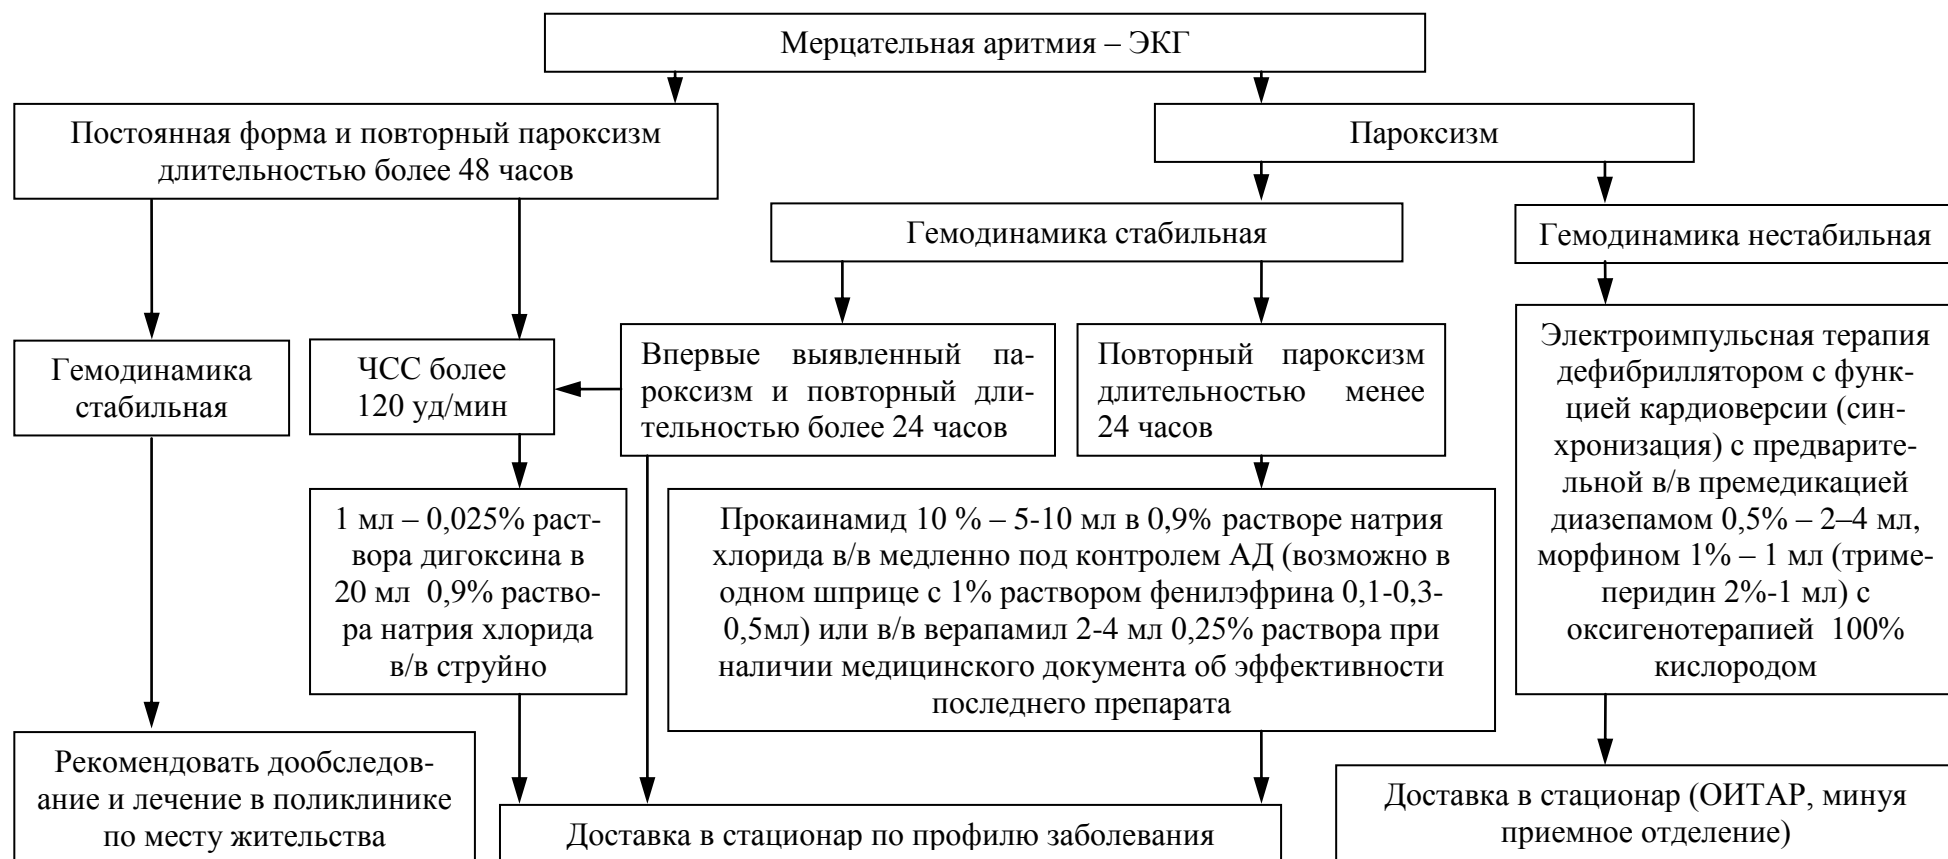 Мерцательная аритмия – ЭКГ
Постоянная форма и повторный пароксизм
длительностью более 48 часов
Пароксизм
Гемодинамика стабильная
Гемодинамика нестабильная
Гемодинамика
стабильная
ЧСС более
120 уд/мин
Впервые выявленный па-
роксизм и повторный дли-
тельностью более 24 часов
Повторный пароксизм
длительностью менее
24 часов
Электроимпульсная терапия
дефибриллятором с функ-
цией кардиоверсии (син-
хронизация) с предварите-
льной в/в премедикацией
диазепамом 0,5% – 2–4 мл,
морфином 1% – 1 мл (триме-
перидин 2%-1 мл) с
оксигенотерапией 100%
кислородом
1 мл – 0,025% раст-
вора дигоксина в
20 мл 0,9% раство-
ра натрия хлорида
в/в струйно
Прокаинамид 10 % – 5-10 мл в 0,9% растворе натрия
хлорида в/в медленно под контролем АД (возможно в
одном шприце с 1% раствором фенилэфрина 0,1-0,3-
0,5мл) или в/в верапамил 2-4 мл 0,25% раствора при
наличии медицинского документа об эффективности
последнего препарата
Рекомендовать дообследов-
ание и лечение в поликлинике
по месту жительства
Доставка в стационар по профилю заболевания
Доставка в стационар (ОИТАР, минуя
приемное отделение)